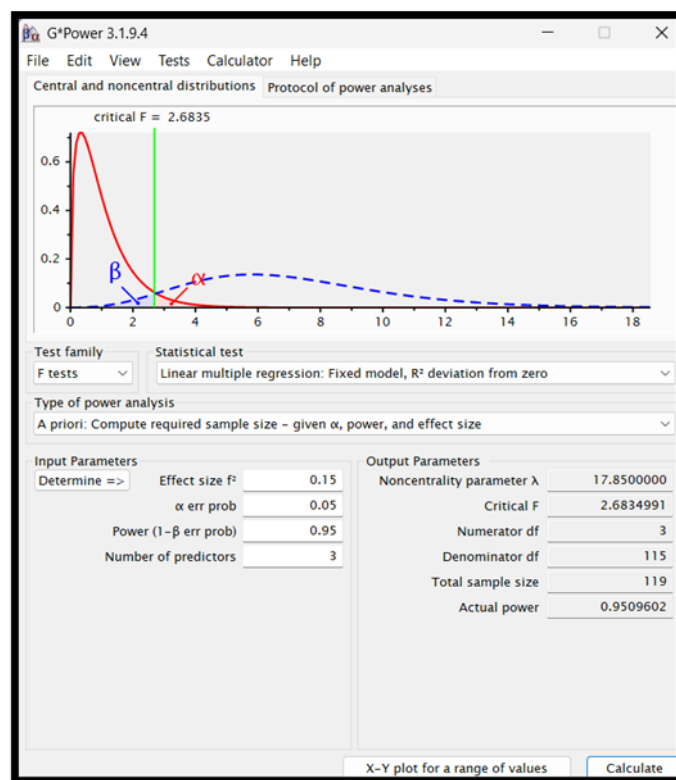 G*Power 3.1.9.4
File Edit View Tests Calculator Help
Central and noncentral distributions Protocol of power analyses
critical F = 2.6835
0.6
0.4
0.2
0
β
α
0 2 4 6 8 10 12 14 16 18
Test family Statistical test
F tests Linear multiple regression: Fixed model, R² deviation from zero
Type of power analysis
A priori: Compute required sample size – given α, power, and effect size
Input Parameters Output Parameters
Determine => Effect size f² 0.15 Noncentrality parameter λ 17.8500000
α err prob 0.05 Critical F 2.6834991
Power (1-β err prob) 0.95 Numerator df 3
Number of predictors 3 Denominator df 115
Total sample size 119
Actual power 0.9509602
X-Y plot for a range of values Calculate